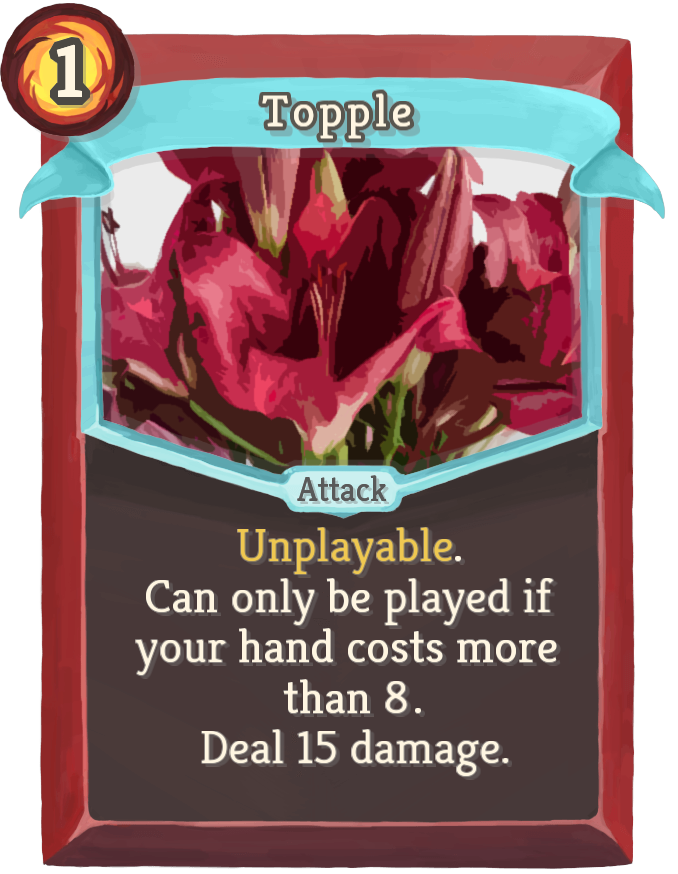 1
Topple
Attack
Unplayable.
Can only be played if
your hand costs more
than 8.
Deal 15 damage.